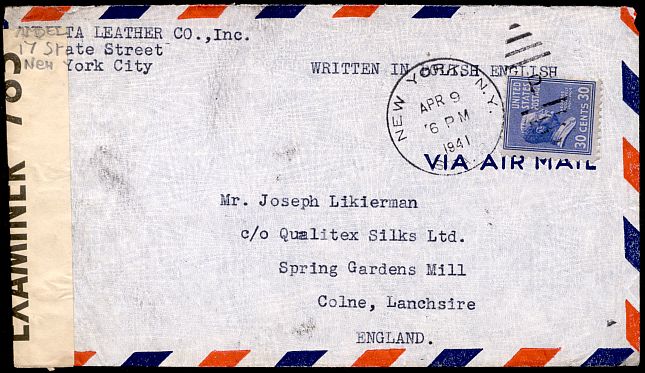 LEATHER CO.,Inc.
17 State Street
New York City
WRITTEN IN ENGLISH
NEW YORK, N.Y.
APR 9
6 PM
1941
UNITED STATES POSTAGE
30 CENTS 30
VIA AIR MAIL
EXAMINER
Mr. Joseph Likierman
c/o Qualitex Silks Ltd.
Spring Gardens Mill
Colne, Lanchsire
ENGLAND.